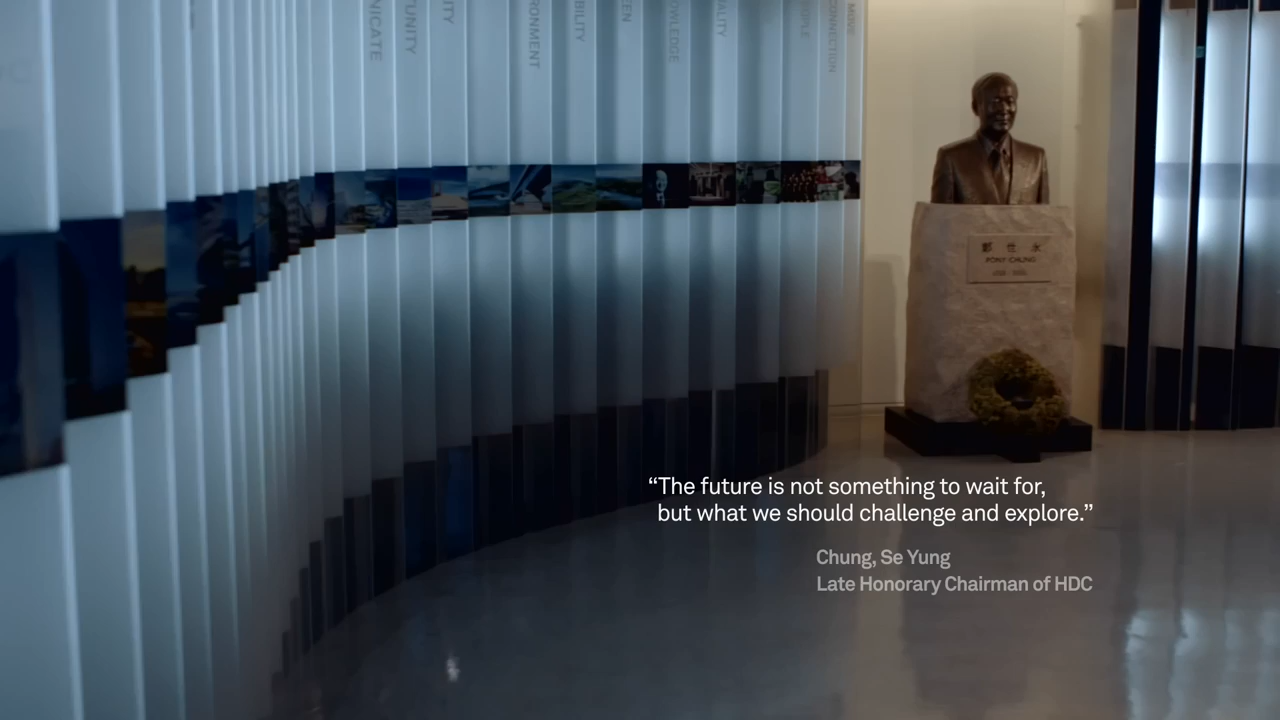 鄭 世 永
PONY CHUNG
“The future is not something to wait for,
but what we should challenge and explore.”
Chung, Se Yung
Late Honorary Chairman of HDC
CONNECTION